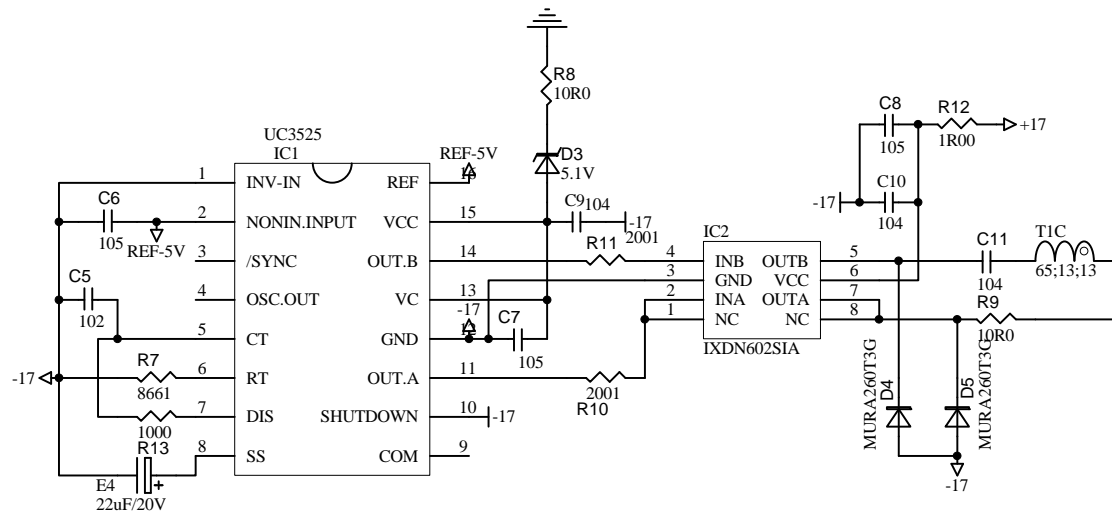 R8
10R0
UC3525
IC1
REF-5V
D3
5.1V
C8
105
R12
1R00
+17
1
INV-IN
REF
16
C6
105
REF-5V
2
NONIN.INPUT
VCC
15
C9
104
-17
2001
R11
C10
104
-17
3
/SYNC
OUT.B
14
IC2
4
INB
OUTB
5
C11
104
T1C
65;13;13
3
GND
VCC
6
C5
102
4
OSC.OUT
VC
13
2
INA
OUTA
7
-17
1
NC
NC
8
R9
10R0
5
CT
GND
12
C7
105
IXDN602SIA
-17
R7
8661
6
RT
OUT.A
11
2001
R10
MURA260T3G
D4
D5
MURA260T3G
1000
R13
7
DIS
SHUTDOWN
10
-17
8
SS
COM
9
E4
+
22uF/20V
-17